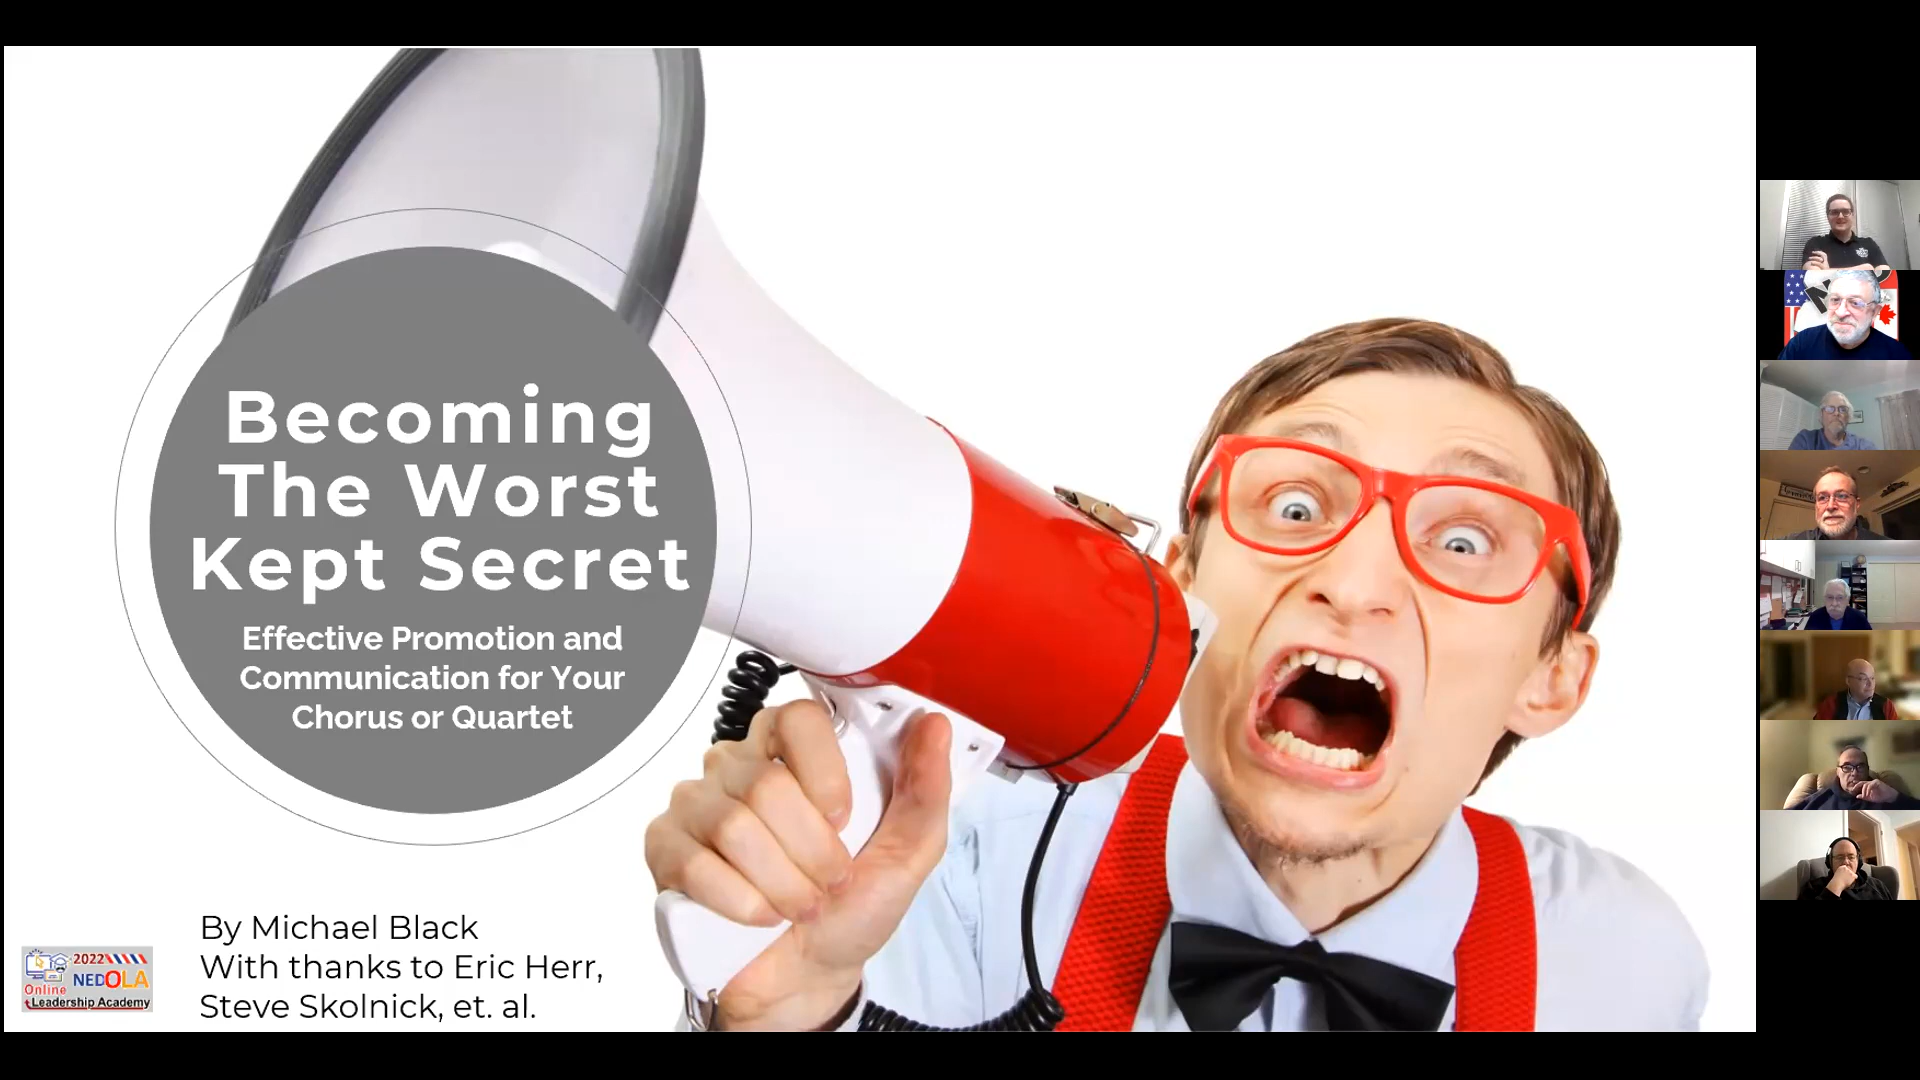 Becoming
The Worst
Kept Secret
Effective Promotion and
Communication for Your
Chorus or Quartet
By Michael Black
With thanks to Eric Herr,
Steve Skolnick, et. al.
2022
NEDOLA
Online
Leadership Academy